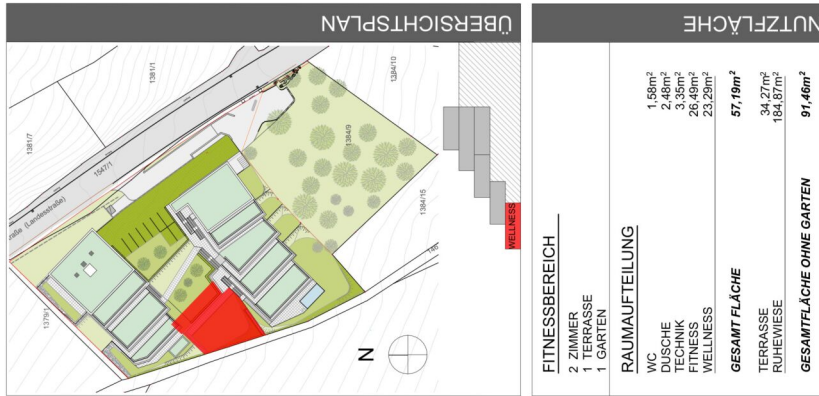 ÜBERSICHTSPLAN
1381/7
1381/1
1547/1
raße (Landesstraße)
1384/10
1384/9
1384/15
1379/1
146
N
WELLNESS
NUTZFLÄCHE
FITNESSBEREICH
2 ZIMMER
1 TERRASSE
1 GARTEN
RAUMAUFTEILUNG
WC 1,58m²
DUSCHE 2,48m²
TECHNIK 3,35m²
FITNESS 26,49m²
WELLNESS 23,29m²
GESAMT FLÄCHE 57,19m²
TERRASSE 34,27m²
RUHEWIESE 184,87m²
GESAMTFLÄCHE OHNE GARTEN 91,46m²